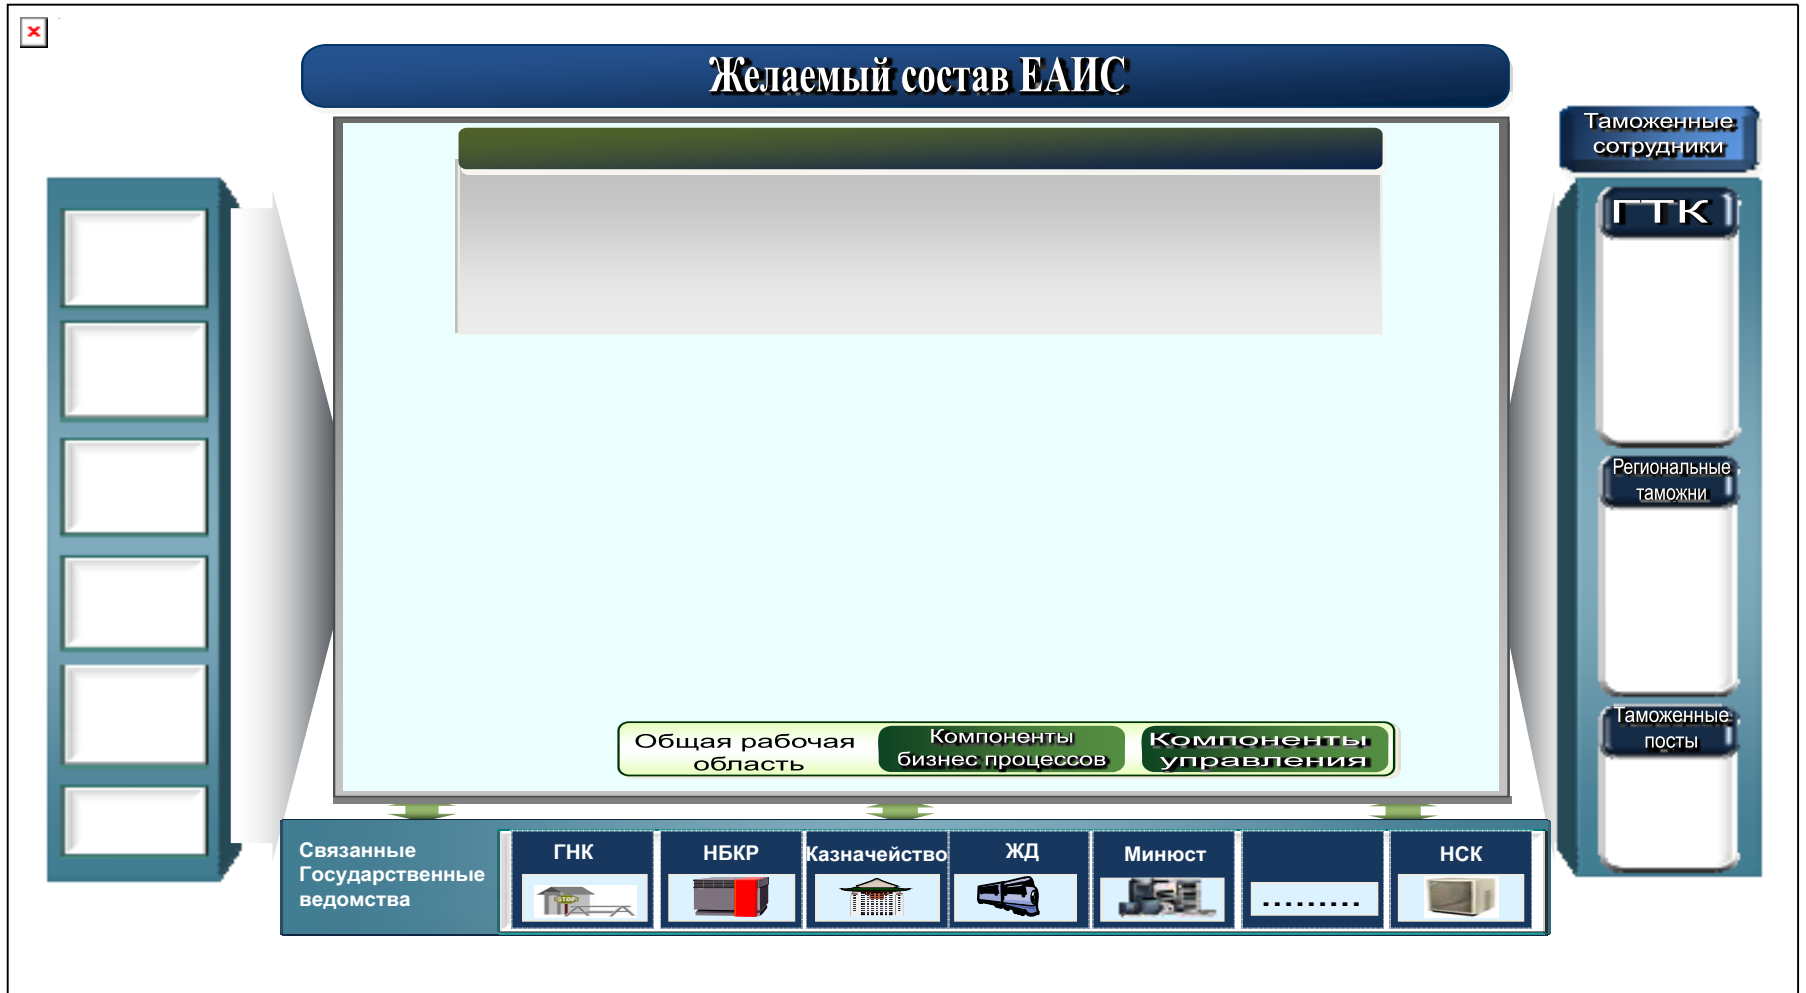 Желаемый состав ЕАИС
Таможенные
сотрудники
ГТК
Региональные
таможни
Таможенные
посты
Общая рабочая
область
Компоненты
бизнес процессов
Компоненты
управления
Связанные
Государственные
ведомства
ГНК
STOP
НБКР
Казначейство
ЖД
Минюст
.........
НСК